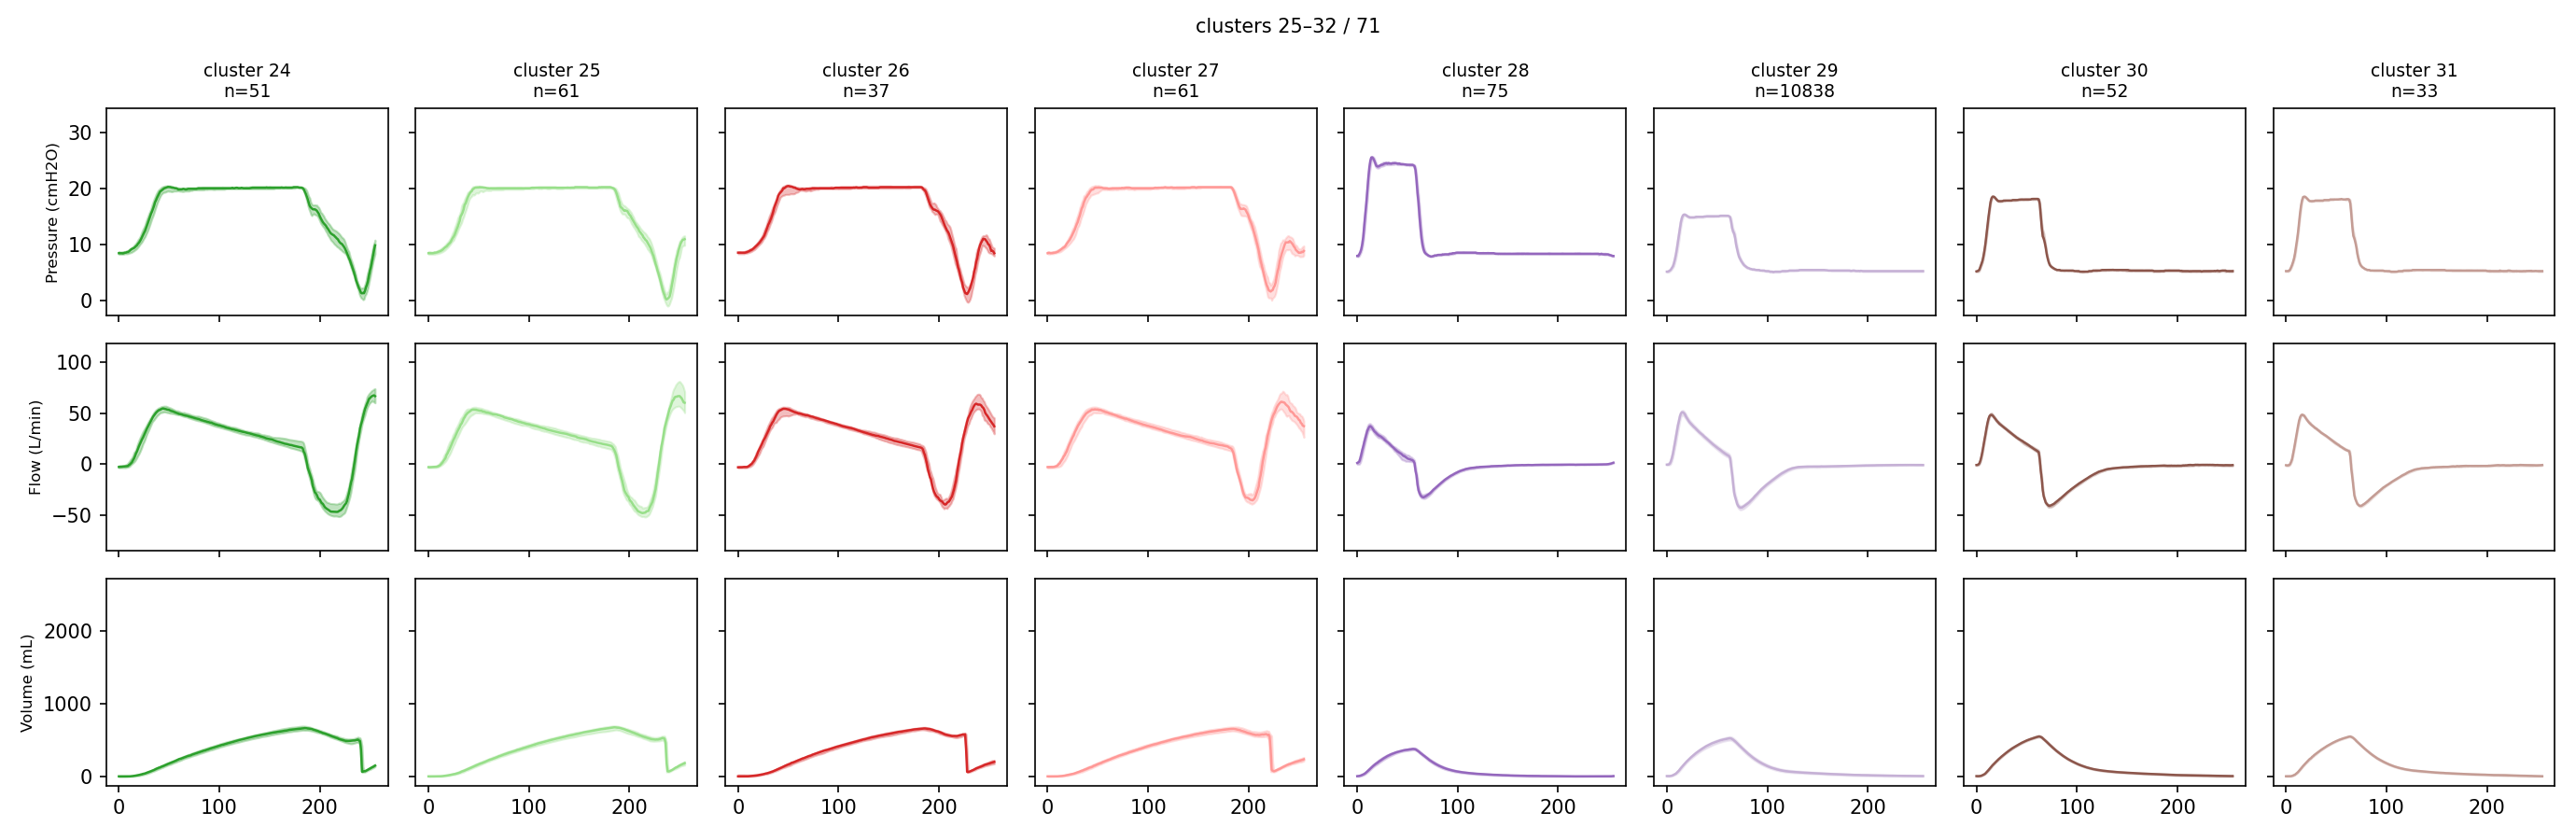 clusters 25–32 / 71
cluster 24
n=51
cluster 25
n=61
cluster 26
n=37
cluster 27
n=61
cluster 28
n=75
cluster 29
n=10838
cluster 30
n=52
cluster 31
n=33
Pressure (cmH2O)
30
20
10
0
Flow (L/min)
100
50
0
−50
Volume (mL)
2000
1000
0
0 100 200
0 100 200
0 100 200
0 100 200
0 100 200
0 100 200
0 100 200
0 100 200